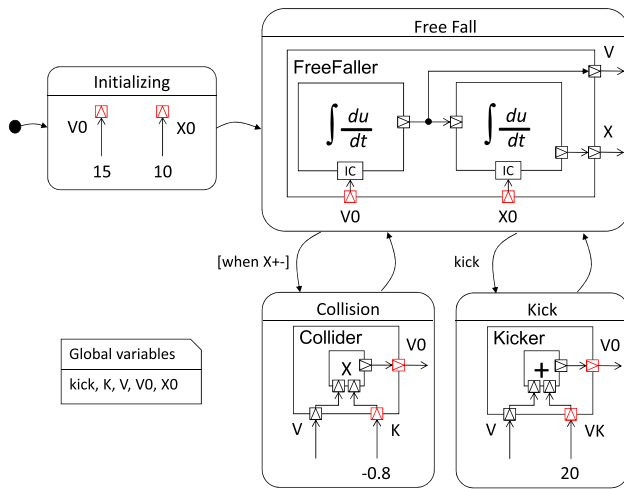 Free Fall
V
FreeFaller
Initializing
∫ du/dt
∫ du/dt
V0
X0
X
15
10
IC
IC
V0
X0
[when X+-]
kick
Collision
Kick
Collider
V0
Kicker
V0
X
+
Global variables
kick, K, V, V0, X0
V
K
V
VK
-0.8
20